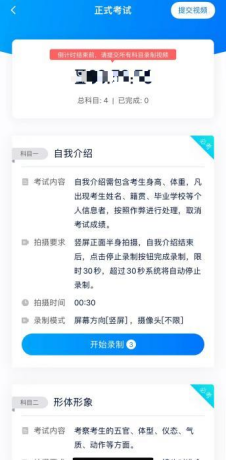 正式考试
提交视频
倒计时结束前，请提交所有科目录制视频
总科目: 4 | 已完成: 0
必考
科目一
自我介绍
考试内容
自我介绍需包含考生身高、体重，凡
出现考生姓名、籍贯、毕业学校等个
人信息者，按照作弊进行处理，取消
考试成绩。
拍摄要求
竖屏正面半身拍摄，自我介绍结束
后，点击停止录制按钮完成录制，限
时30秒，超过30秒系统将自动停止
录制。
拍摄时间
00:30
录制模式
屏幕方向[竖屏] ，摄像头[不限]
开始录制 3
必考
科目二
形体形象
考试内容
考察考生的五官、体型、仪态、气
质、动作等方面。